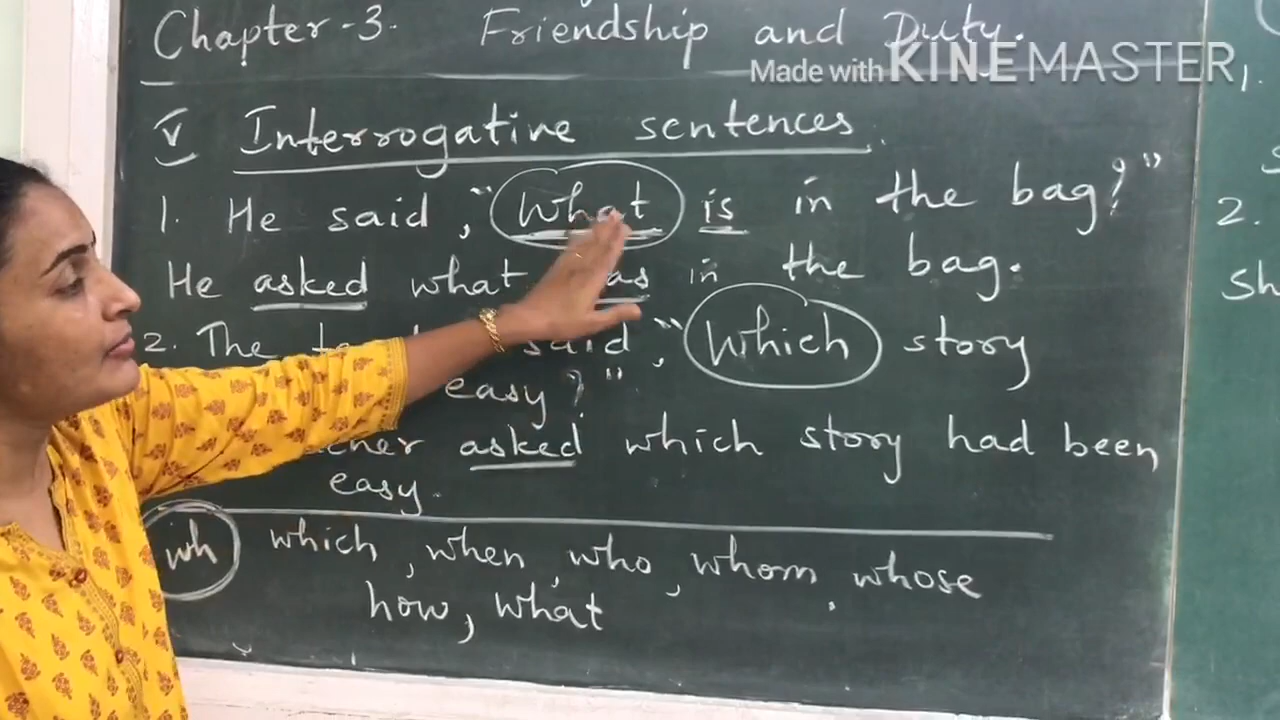 Chapter-3. Friendship and Duty.
Made with KINEMASTER
V Interrogative sentences.
1. He said, "What is in the bag?"
He asked what as in the bag.
2. The said, "Which story
easy?"
asked which story had been
easy.
wh which, when, who, whom, whose
how, what
1.
2.
sh